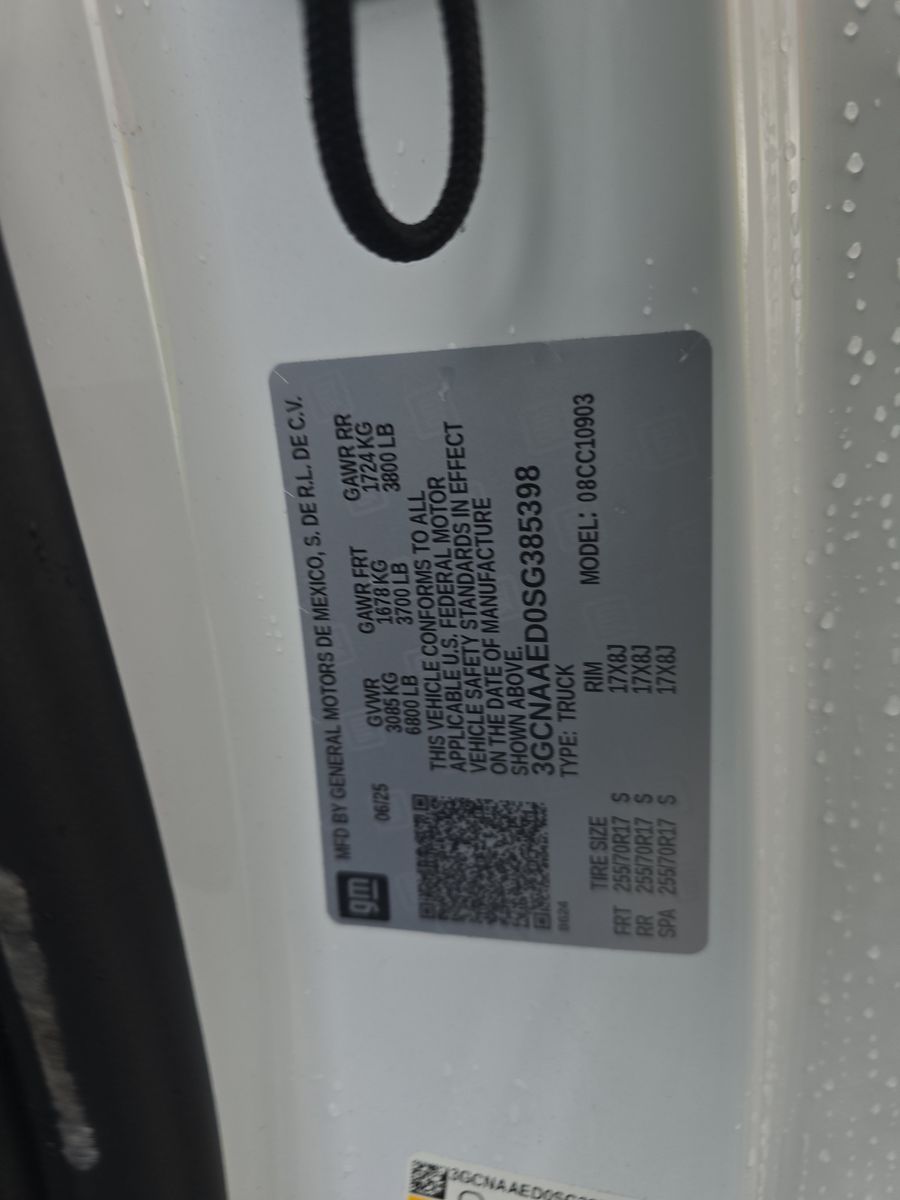 gm
MFD BY GENERAL MOTORS DE MEXICO, S. DE R.L. DE C.V.
06/25 GVWR GAWR FRT GAWR RR
3085 KG 1678 KG 1724 KG
6800 LB 3700 LB 3800 LB
THIS VEHICLE CONFORMS TO ALL
APPLICABLE U.S. FEDERAL MOTOR
VEHICLE SAFETY STANDARDS IN EFFECT
ON THE DATE OF MANUFACTURE
SHOWN ABOVE.
3GCNAAED0SG385398
TYPE: TRUCK MODEL: 08CC10903
TIRE SIZE RIM
FRT 255/70R17 S 17X8J
RR 255/70R17 S 17X8J
SPA 255/70R17 S 17X8J